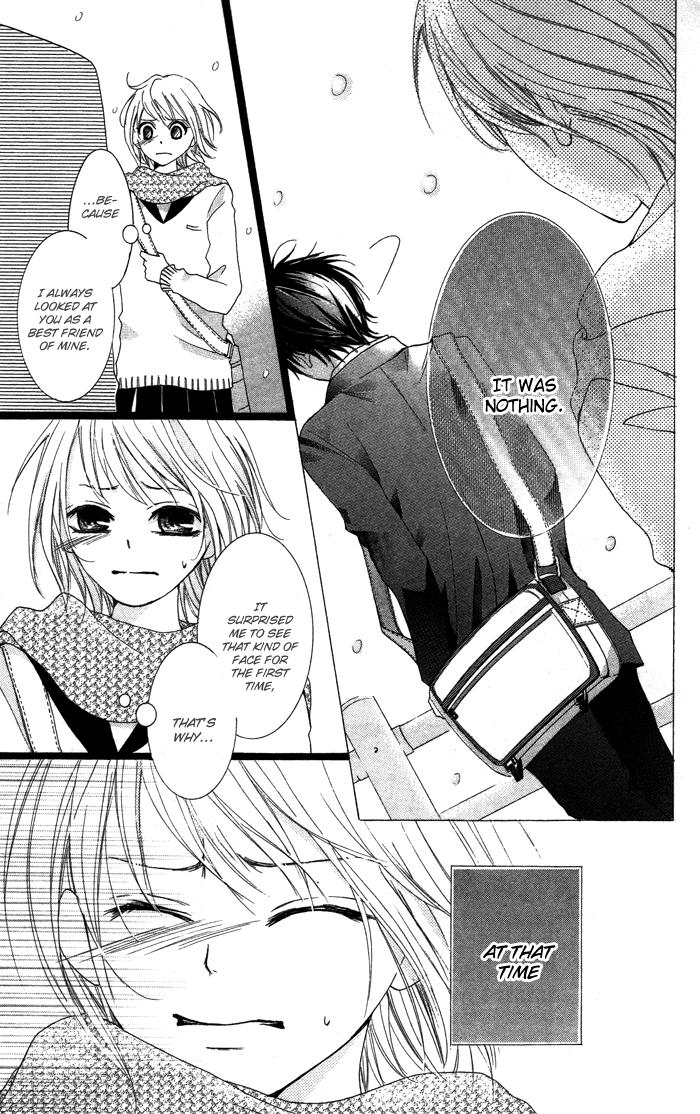 IT WAS
NOTHING.
...BE-
CAUSE
I ALWAYS
LOOKED AT
YOU AS A
BEST FRIEND
OF MINE.
IT
SURPRISED
ME TO SEE
THAT KIND OF
FACE FOR
THE FIRST
TIME,
THAT'S
WHY...
AT THAT
TIME